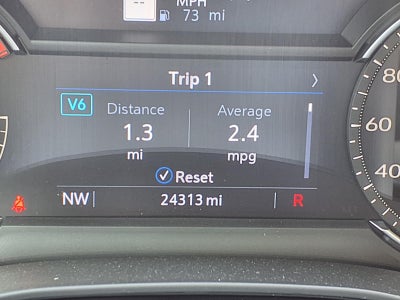 -- MPH
73 mi
Trip 1
V6
Distance Average
1.3 2.4
mi mpg
Reset
NW 24313 mi R
80
60
40